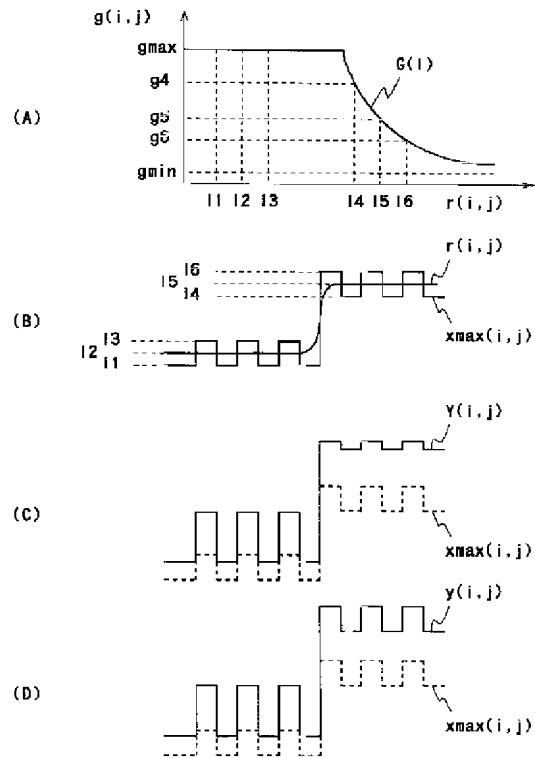 g(i,j)
gmax
G(l)
g4
(A)
g5
g6
gmin
l1 l2 l3 l4 l5 l6 r(i,j)
r(i,j)
l6
l5
l4
(B)
l3
l2
l1
xmax(i,j)
Y(i,j)
(C)
xmax(i,j)
y(i,j)
(D)
xmax(i,j)